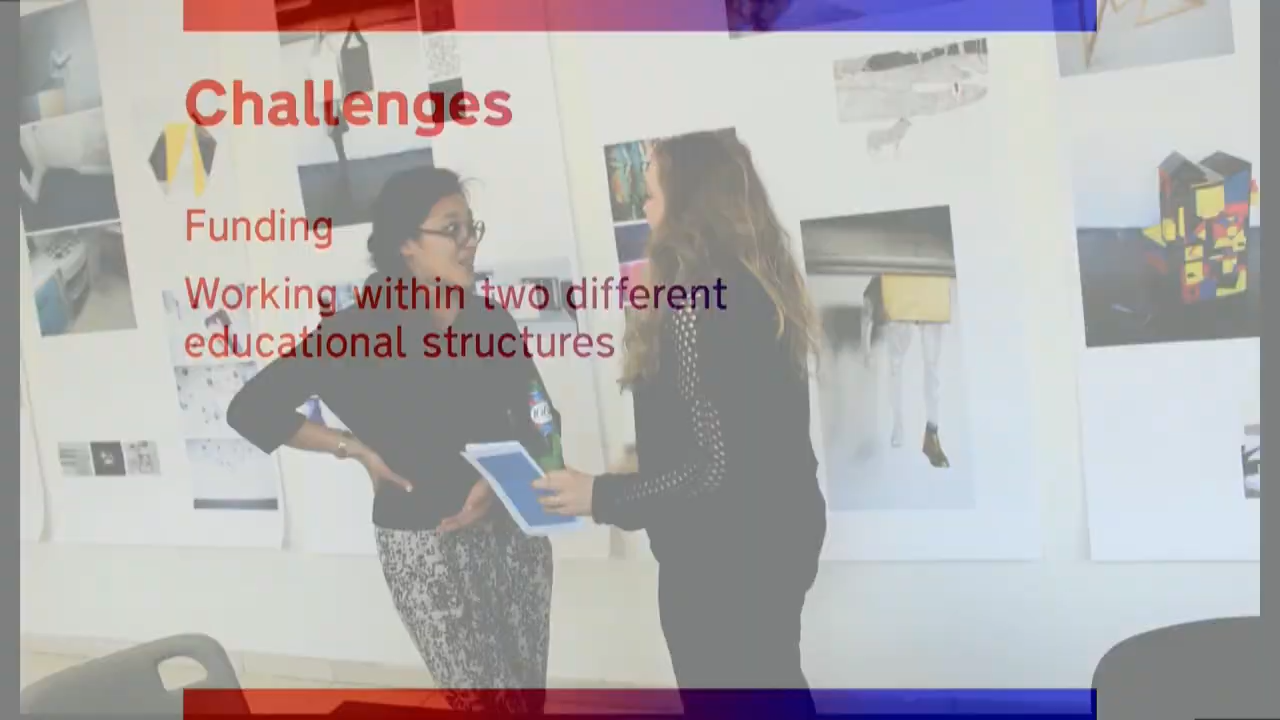 Challenges
Funding
Working within two different
educational structures